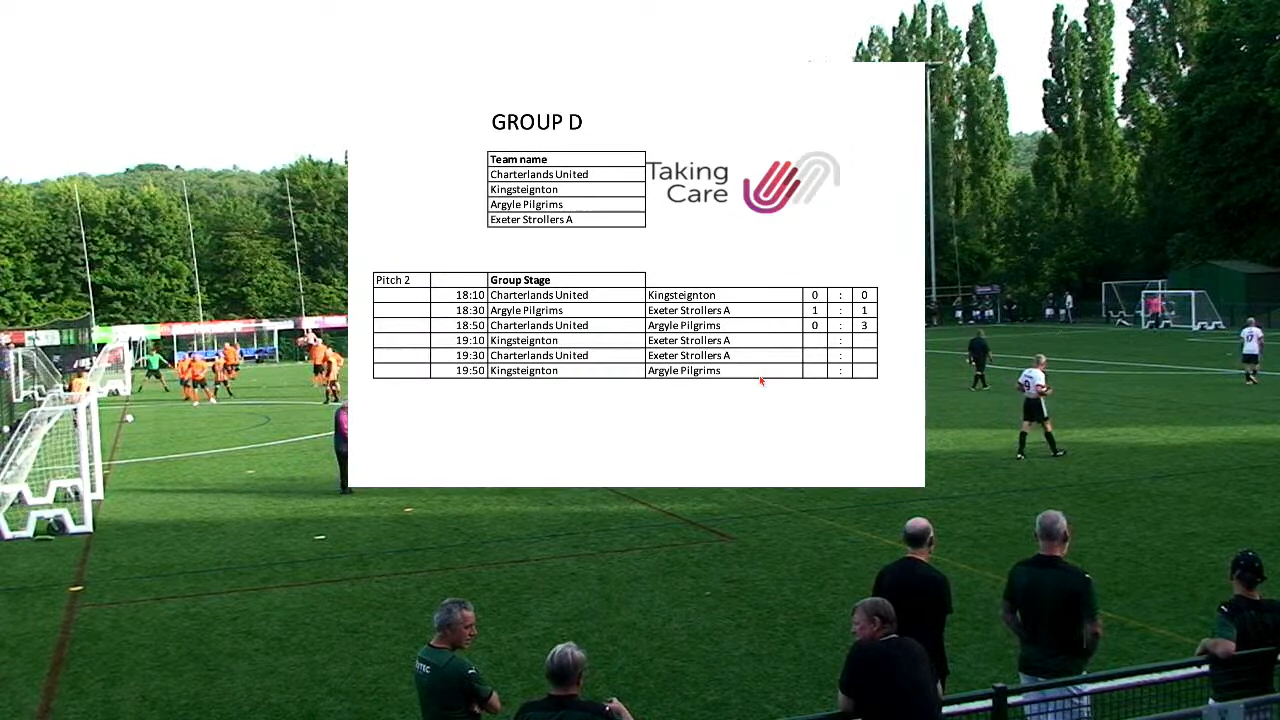 GROUP D
Team name
Charterlands United
Kingsteignton
Argyle Pilgrims
Exeter Strollers A
Taking
Care
Pitch 2 Group Stage
18:10 Charterlands United Kingsteignton 0 : 0
18:30 Argyle Pilgrims Exeter Strollers A 1 : 1
18:50 Charterlands United Argyle Pilgrims 0 : 3
19:10 Kingsteignton Exeter Strollers A :
19:30 Charterlands United Exeter Strollers A :
19:50 Kingsteignton Argyle Pilgrims :
9
17